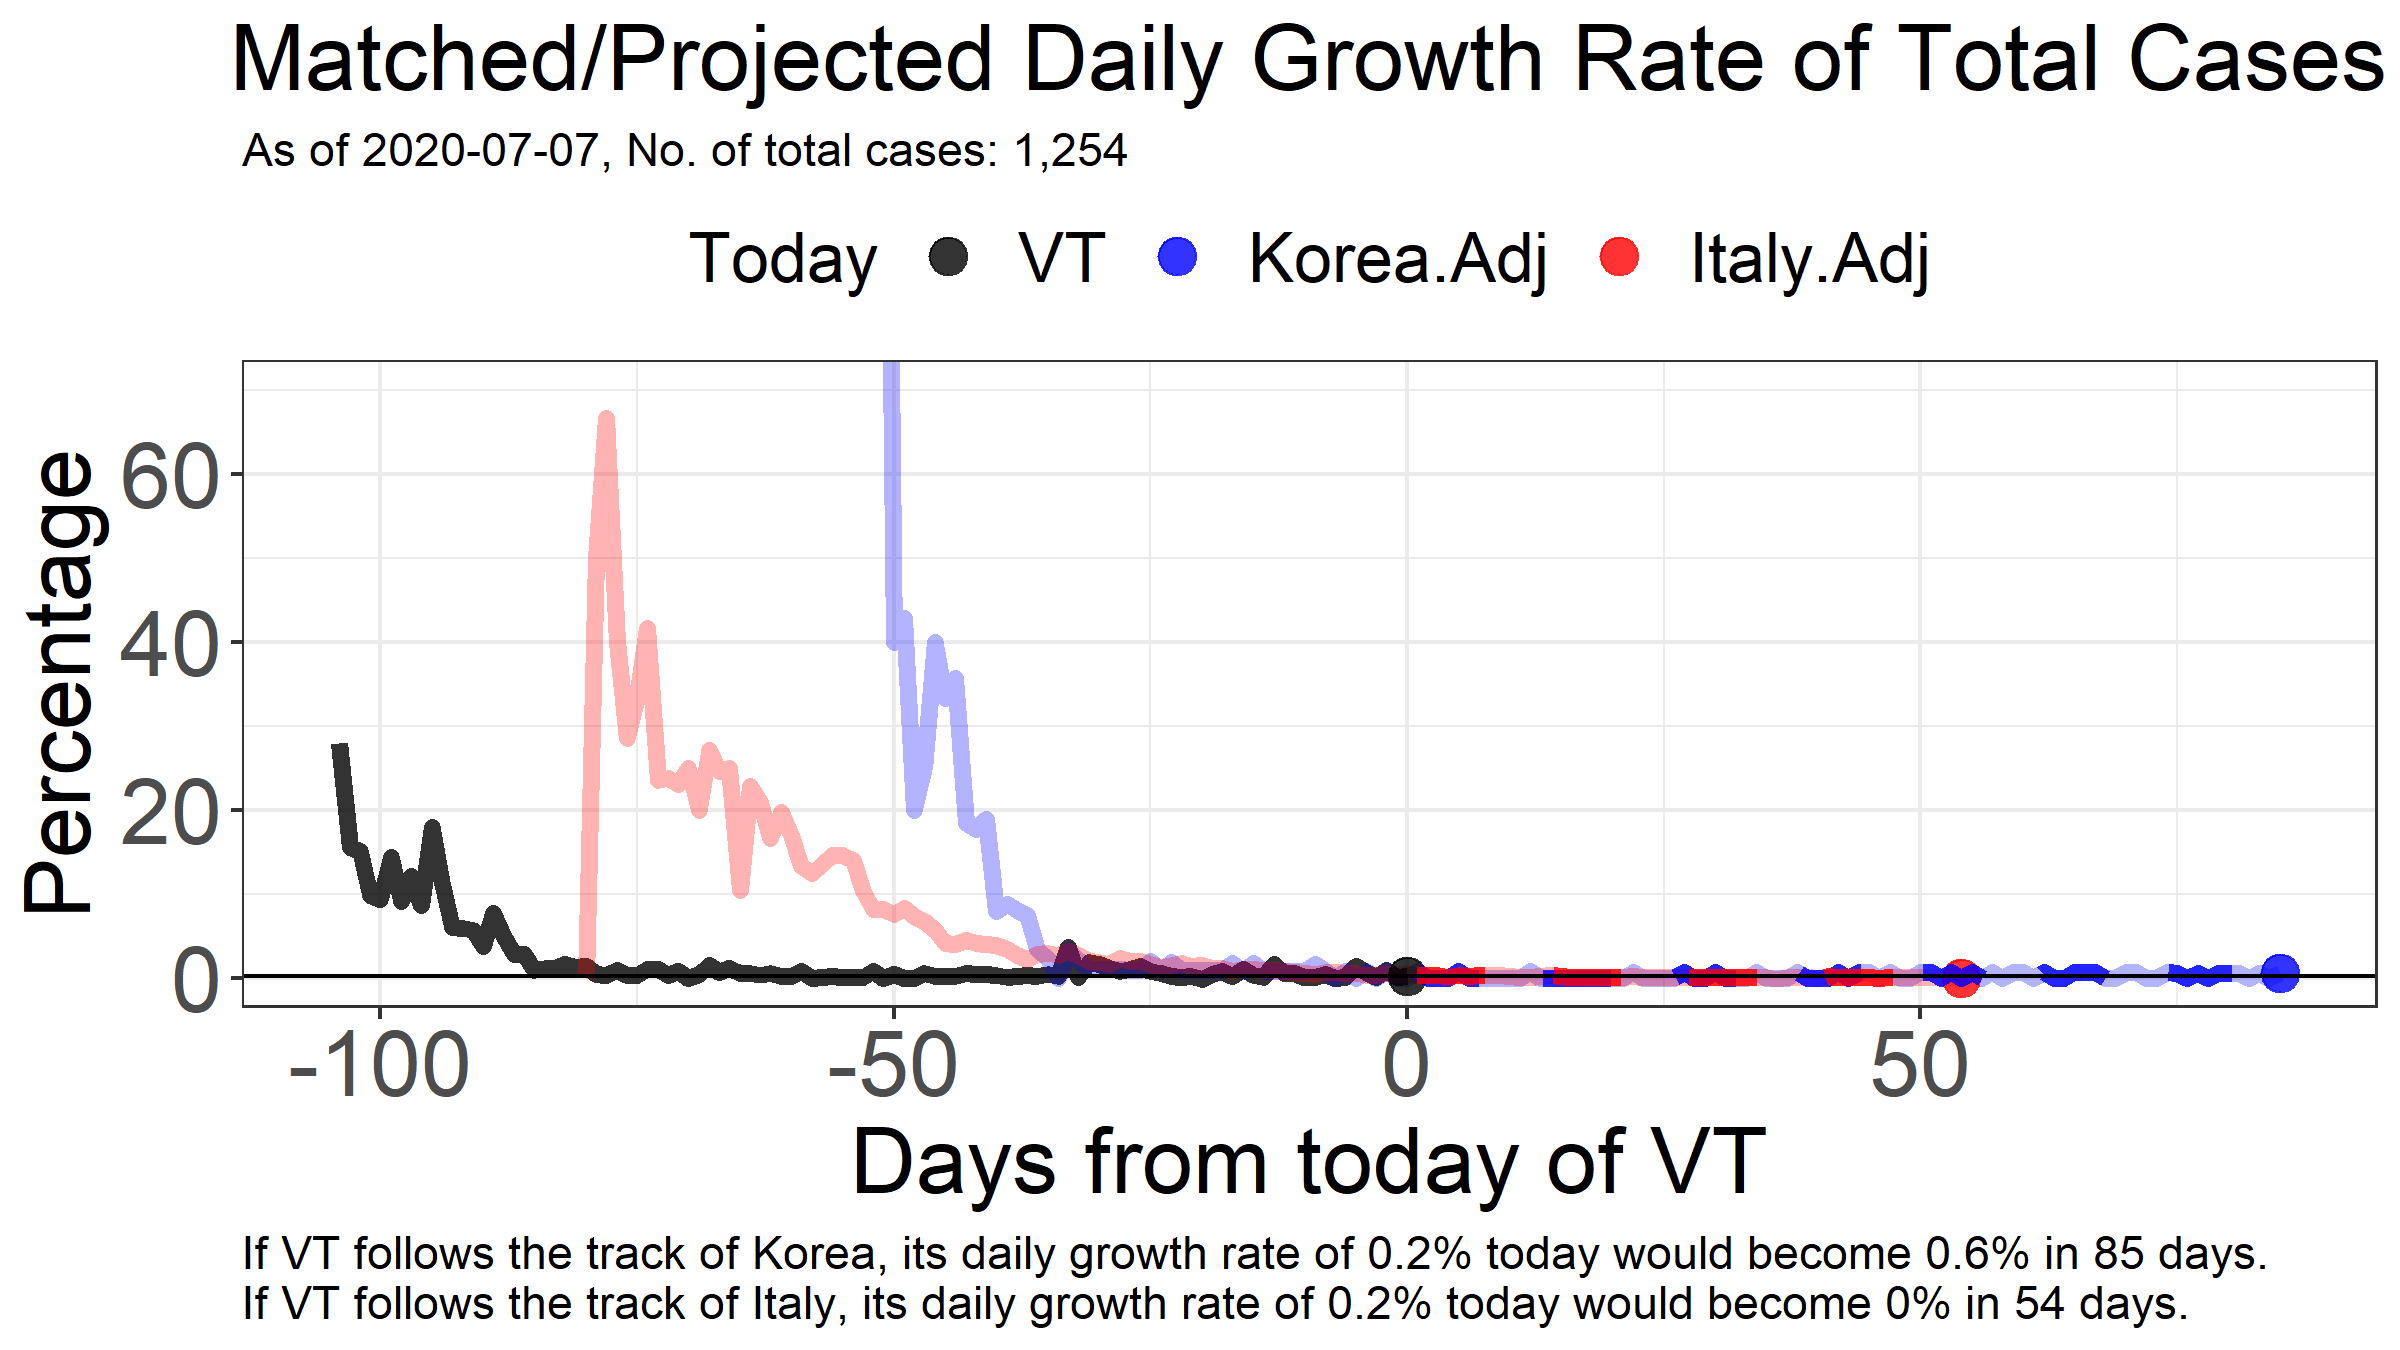 Matched/Projected Daily Growth Rate of Total Cases
As of 2020-07-07, No. of total cases: 1,254
Today VT Korea.Adj Italy.Adj
Percentage
60
40
20
0
-100 -50 0 50
Days from today of VT
If VT follows the track of Korea, its daily growth rate of 0.2% today would become 0.6% in 85 days.
If VT follows the track of Italy, its daily growth rate of 0.2% today would become 0% in 54 days.